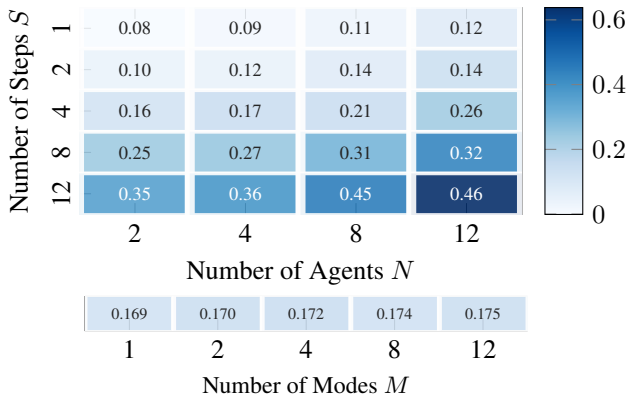 Number of Steps S
1 0.08 0.09 0.11 0.12
2 0.10 0.12 0.14 0.14
4 0.16 0.17 0.21 0.26
8 0.25 0.27 0.31 0.32
12 0.35 0.36 0.45 0.46
2 4 8 12
Number of Agents N
0.6
0.4
0.2
0
0.169 0.170 0.172 0.174 0.175
1 2 4 8 12
Number of Modes M